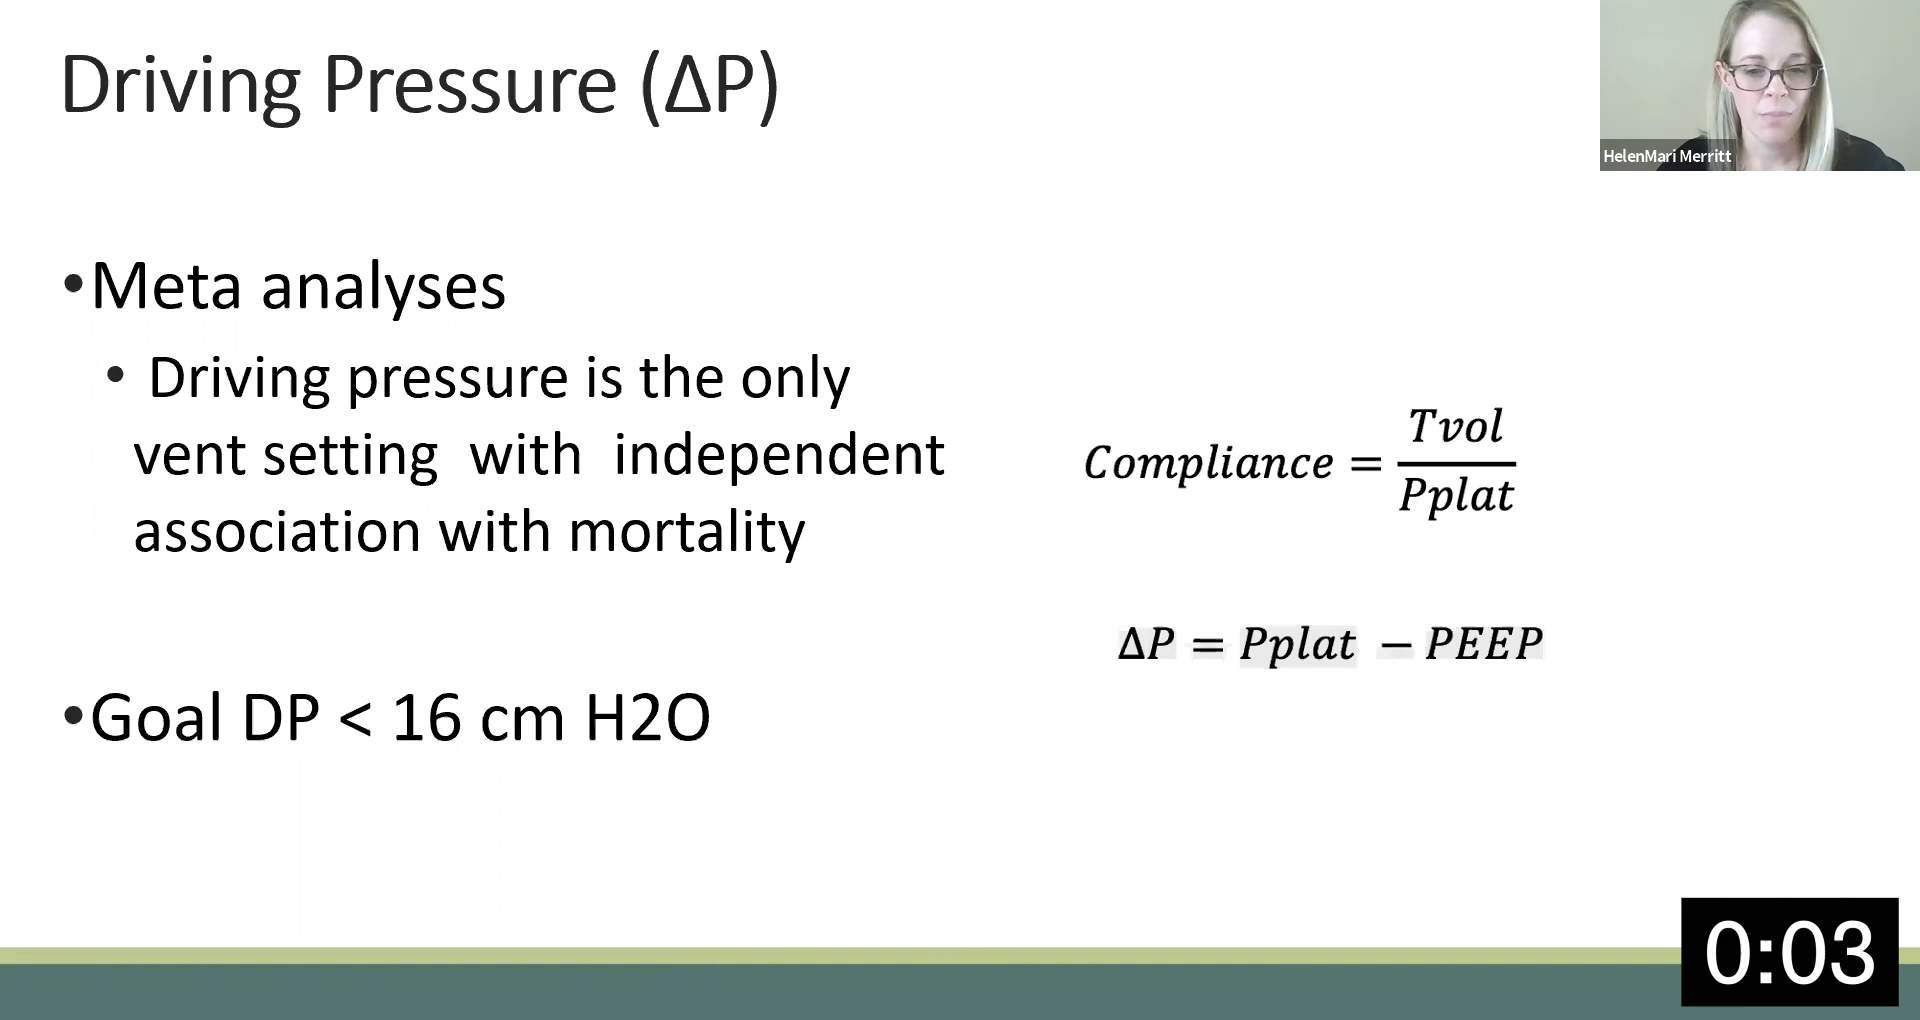 Driving Pressure (ΔP)
HelenMari Merritt
•Meta analyses
• Driving pressure is the only
vent setting with independent
association with mortality
•Goal DP < 16 cm H2O
Compliance = Tvol / Pplat
ΔP = Pplat − PEEP
0:03